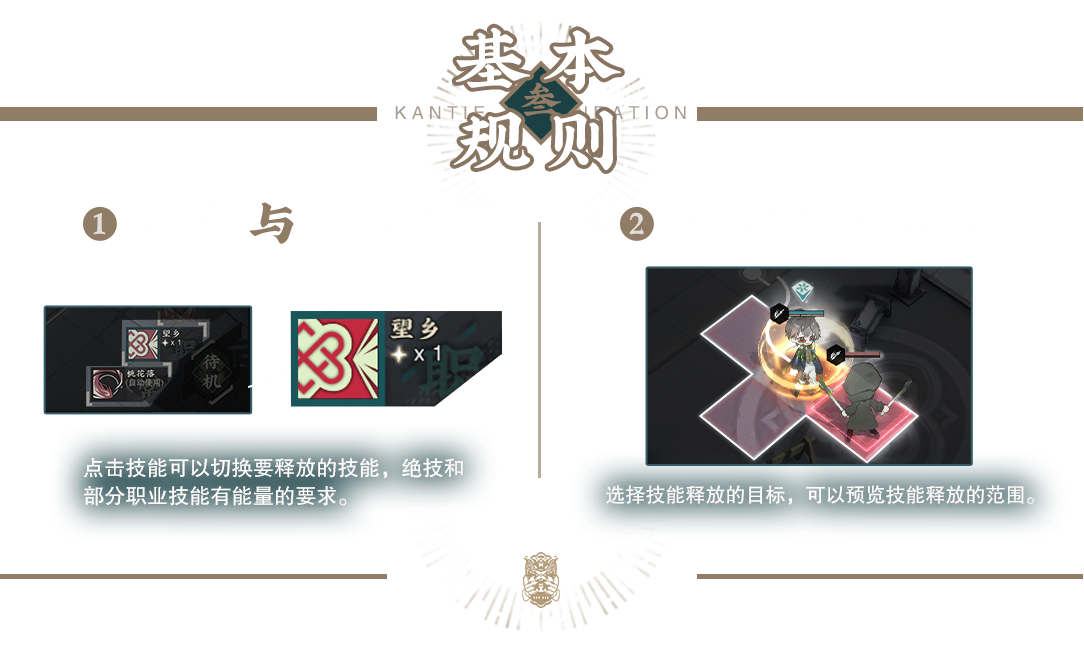 基本
叁
规则
KANTIE
RATION
1
与
望乡
x 1
桃花落
(自动使用)
待机
望乡
x 1
职
点击技能可以切换要释放的技能，绝技和
部分职业技能有能量的要求。
2
选择技能释放的目标，可以预览技能释放的范围。